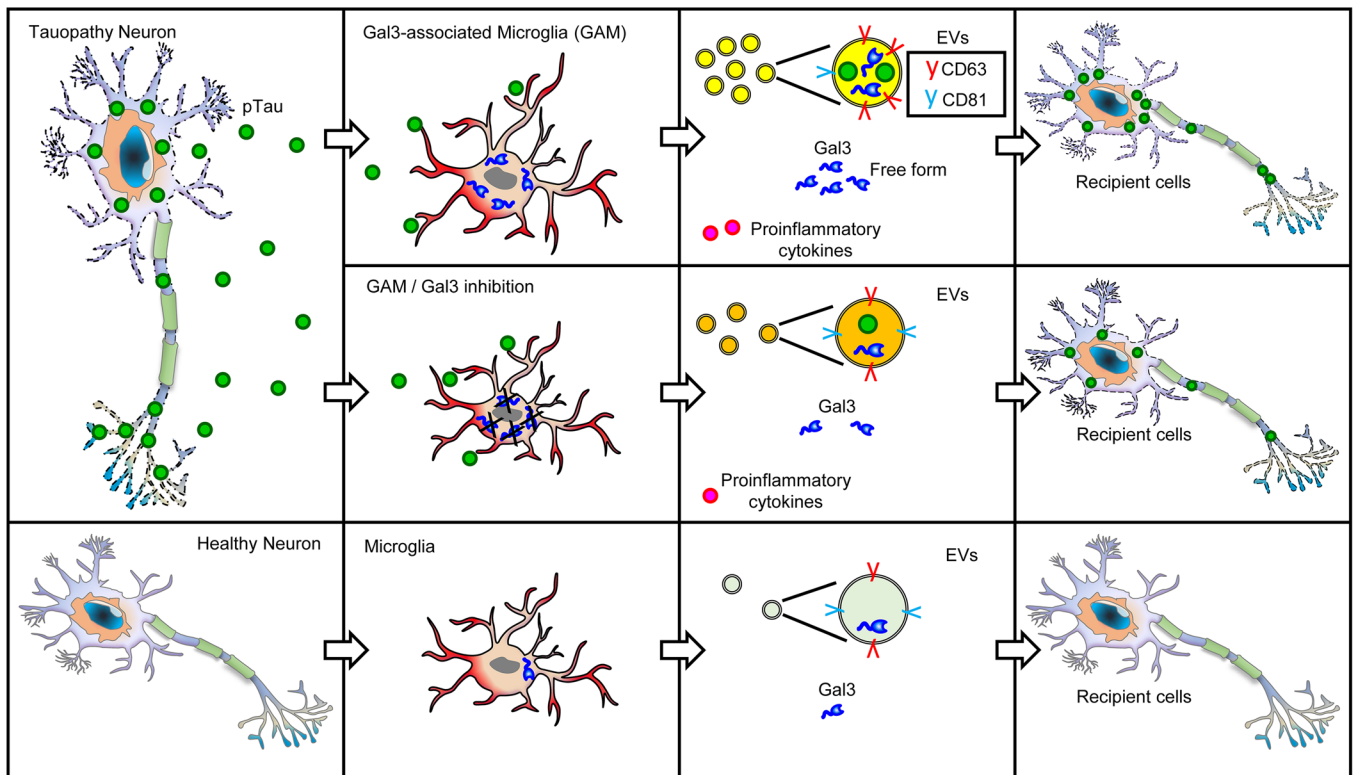 Tauopathy Neuron
pTau
Gal3-associated Microglia (GAM)
EVs
CD63
CD81
Gal3
Free form
Proinflammatory
cytokines
Recipient cells
GAM / Gal3 inhibition
EVs
Gal3
Proinflammatory
cytokines
Recipient cells
Healthy Neuron
Microglia
EVs
Gal3
Recipient cells